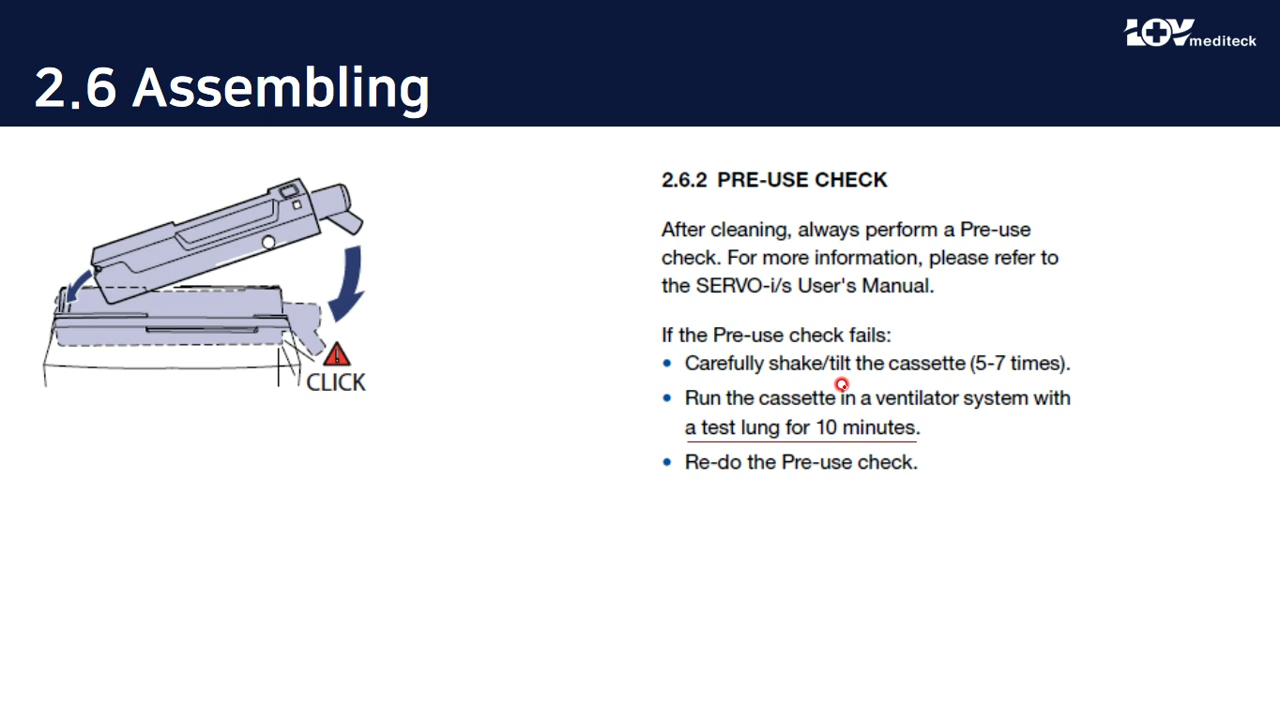 LOV mediteck
2.6 Assembling
CLICK
2.6.2 PRE-USE CHECK
After cleaning, always perform a Pre-use
check. For more information, please refer to
the SERVO-i/s User's Manual.
If the Pre-use check fails:
• Carefully shake/tilt the cassette (5-7 times).
• Run the cassette in a ventilator system with
a test lung for 10 minutes.
• Re-do the Pre-use check.